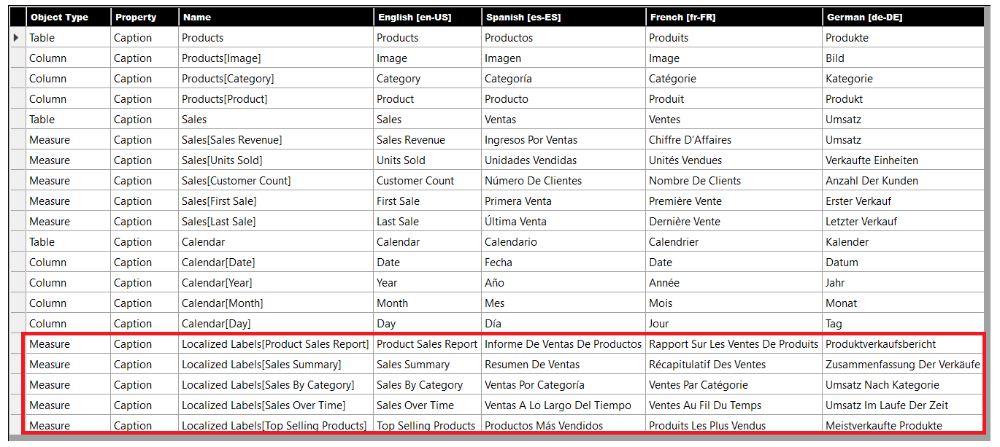 Object Type Property Name English [en-US] Spanish [es-ES] French [fr-FR] German [de-DE]
Table Caption Products Products Productos Produits Produkte
Column Caption Products[Image] Image Imagen Image Bild
Column Caption Products[Category] Category Categoría Catégorie Kategorie
Column Caption Products[Product] Product Producto Produit Produkt
Table Caption Sales Sales Ventas Ventes Umsatz
Measure Caption Sales[Sales Revenue] Sales Revenue Ingresos Por Ventas Chiffre D'Affaires Umsatz
Measure Caption Sales[Units Sold] Units Sold Unidades Vendidas Unités Vendues Verkaufte Einheiten
Measure Caption Sales[Customer Count] Customer Count Número De Clientes Nombre De Clients Anzahl Der Kunden
Measure Caption Sales[First Sale] First Sale Primera Venta Première Vente Erster Verkauf
Measure Caption Sales[Last Sale] Last Sale Última Venta Dernière Vente Letzter Verkauf
Table Caption Calendar Calendar Calendario Calendrier Kalender
Column Caption Calendar[Date] Date Fecha Date Datum
Column Caption Calendar[Year] Year Año Année Jahr
Column Caption Calendar[Month] Month Mes Mois Monat
Column Caption Calendar[Day] Day Día Jour Tag
Measure Caption Localized Labels[Product Sales Report] Product Sales Report Informe De Ventas De Productos Rapport Sur Les Ventes De Produits Produktverkaufsbericht
Measure Caption Localized Labels[Sales Summary] Sales Summary Resumen De Ventas Récapitulatif Des Ventes Zusammenfassung Der Verkäufe
Measure Caption Localized Labels[Sales By Category] Sales By Category Ventas Por Categoría Ventes Par Catégorie Umsatz Nach Kategorie
Measure Caption Localized Labels[Sales Over Time] Sales Over Time Ventas A Lo Largo Del Tiempo Ventes Au Fil Du Temps Umsatz Im Laufe Der Zeit
Measure Caption Localized Labels[Top Selling Products] Top Selling Products Productos Más Vendidos Produits Les Plus Vendus Meistverkaufte Produkte